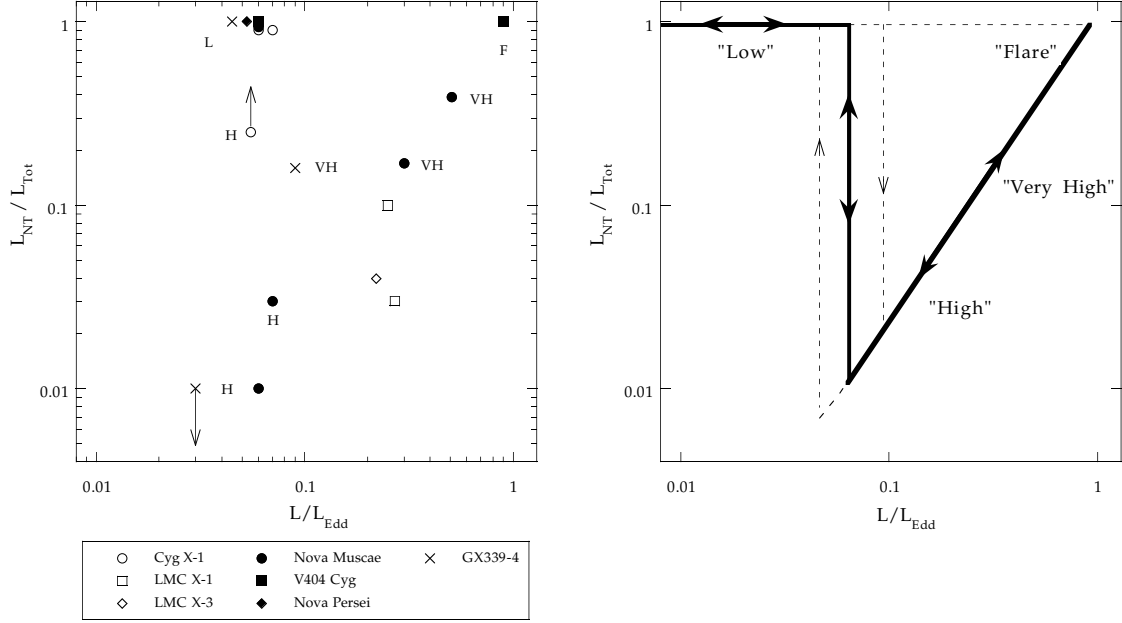 1
L
F
VH
H
VH
VH
0.1
H
0.01
H
L_NT / L_Tot
0.01
0.1
1
L/L_Edd
Cyg X-1
Nova Muscae
GX339-4
LMC X-1
V404 Cyg
LMC X-3
Nova Persei
1
"Low"
"Flare"
"Very High"
0.1
"High"
0.01
L_NT / L_Tot
0.01
0.1
1
L/L_Edd